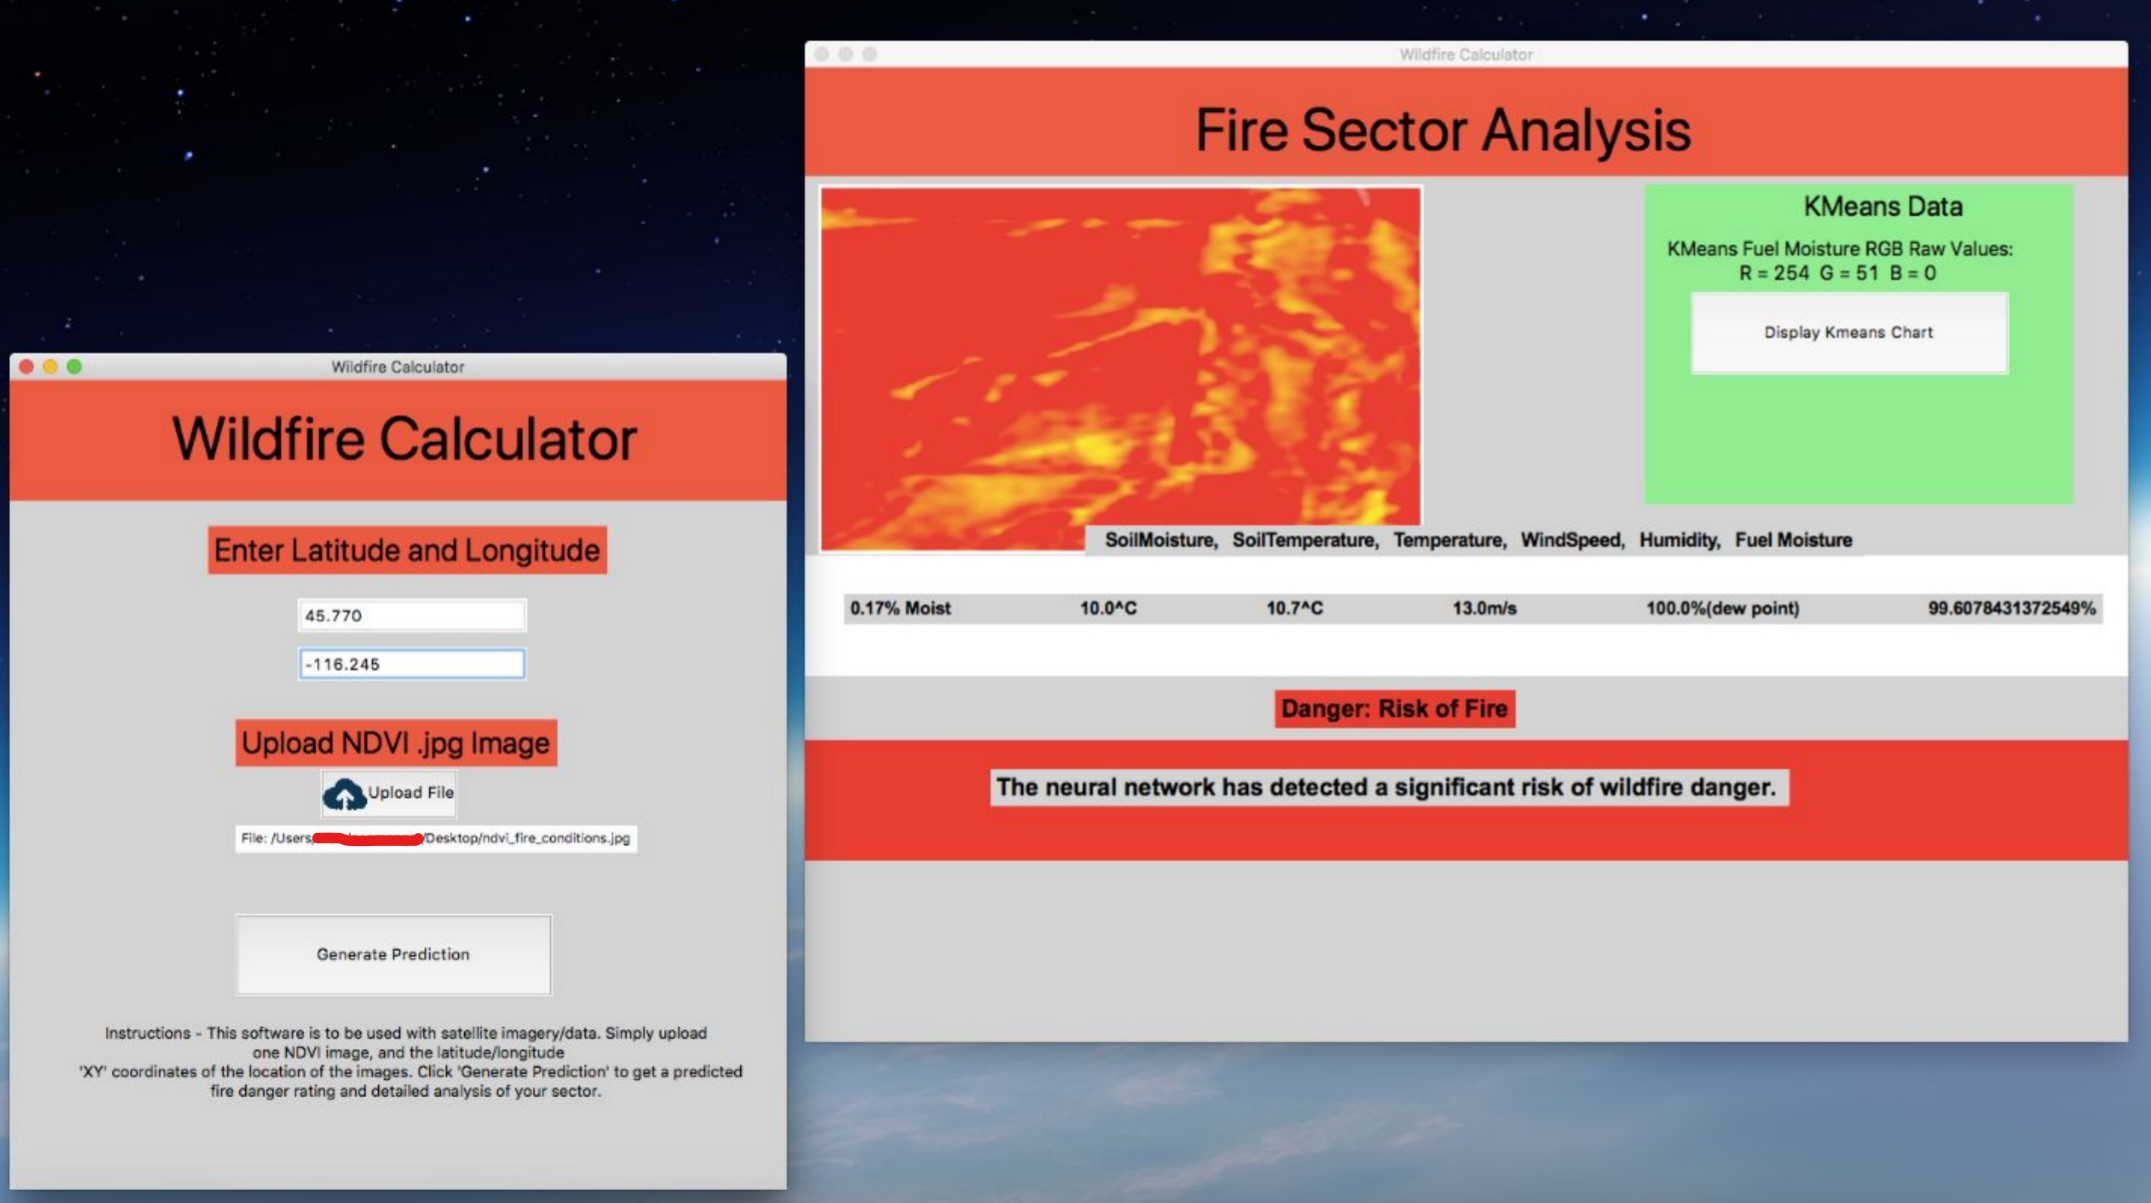 Wildfire Calculator
Wildfire Calculator
Enter Latitude and Longitude
45.770
-116.245
Upload NDVI .jpg Image
Upload File
File: /Users/ /Desktop/ndvi_fire_conditions.jpg
Generate Prediction
Instructions - This software is to be used with satellite imagery/data. Simply upload
one NDVI image, and the latitude/longitude
'XY' coordinates of the location of the images. Click 'Generate Prediction' to get a predicted
fire danger rating and detailed analysis of your sector.
Wildfire Calculator
Fire Sector Analysis
KMeans Data
KMeans Fuel Moisture RGB Raw Values:
R = 254 G = 51 B = 0
Display Kmeans Chart
SoilMoisture, SoilTemperature, Temperature, WindSpeed, Humidity, Fuel Moisture
0.17% Moist 10.0^C 10.7^C 13.0m/s 100.0%(dew point) 99.6078431372549%
Danger: Risk of Fire
The neural network has detected a significant risk of wildfire danger.